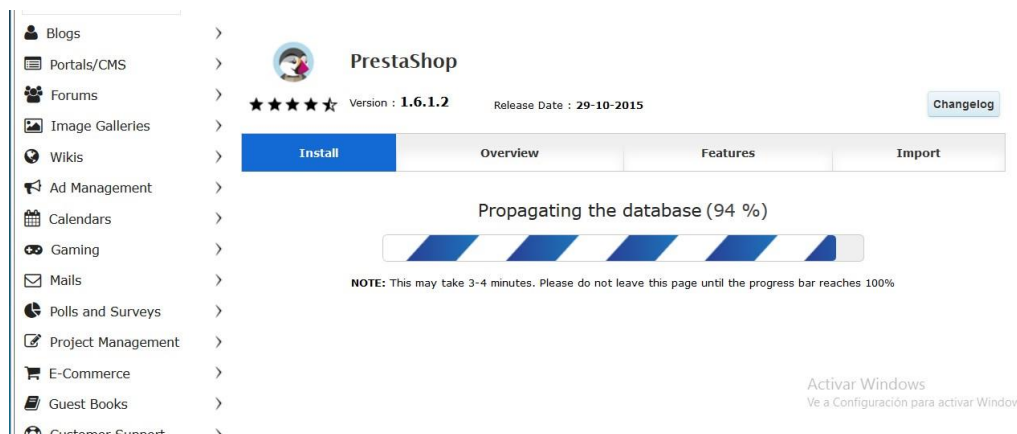 Blogs
Portals/CMS
Forums
Image Galleries
Wikis
Ad Management
Calendars
Gaming
Mails
Polls and Surveys
Project Management
E-Commerce
Guest Books
Customer Support
PrestaShop
Version : 1.6.1.2 Release Date : 29-10-2015
Changelog
Install Overview Features Import
Propagating the database (94 %)
NOTE: This may take 3-4 minutes. Please do not leave this page until the progress bar reaches 100%
Activar Windows
Ve a Configuración para activar Window